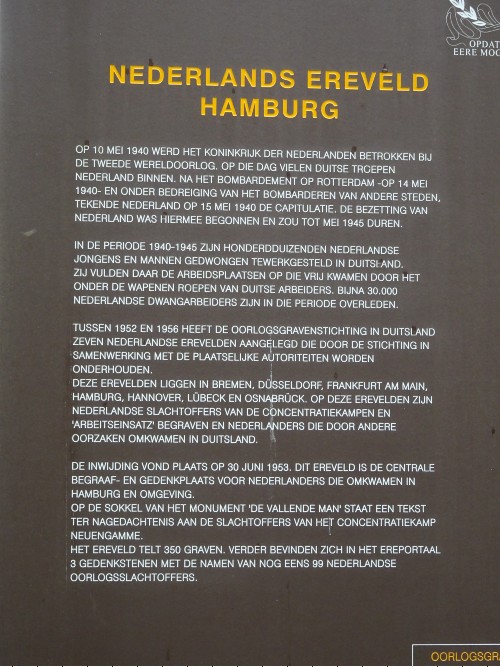 OPDAT
EERE MOC
NEDERLANDS EREVELD
HAMBURG
OP 10 MEI 1940 WERD HET KONINKRIJK DER NEDERLANDEN BETROKKEN BIJ
DE TWEEDE WERELDOORLOG. OP DIE DAG VIELEN DUITSE TROEPEN
NEDERLAND BINNEN. NA HET BOMBARDEMENT OP ROTTERDAM -OP 14 MEI
1940- EN ONDER BEDREIGING VAN HET BOMBARDEREN VAN ANDERE STEDEN,
TEKENDE NEDERLAND OP 15 MEI 1940 DE CAPITULATIE. DE BEZETTING VAN
NEDERLAND WAS HIERMEE BEGONNEN EN ZOU TOT MEI 1945 DUREN.
IN DE PERIODE 1940-1945 ZIJN HONDERDDUIZENDEN NEDERLANDSE
JONGENS EN MANNEN GEDWONGEN TEWERKGESTELD IN DUITSLAND.
ZIJ VULDEN DAAR DE ARBEIDSPLAATSEN OP DIE VRIJ KWAMEN DOOR HET
ONDER DE WAPENEN ROEPEN VAN DUITSE ARBEIDERS. BIJNA 30.000
NEDERLANDSE DWANGARBEIDERS ZIJN IN DIE PERIODE OVERLEDEN.
TUSSEN 1952 EN 1956 HEEFT DE OORLOGSGRAVENSTICHTING IN DUITSLAND
ZEVEN NEDERLANDSE EREVELDEN AANGELEGD DIE DOOR DE STICHTING IN
SAMENWERKING MET DE PLAATSELIJKE AUTORITEITEN WORDEN
ONDERHOUDEN.
DEZE EREVELDEN LIGGEN IN BREMEN, DÜSSELDORF, FRANKFURT AM MAIN,
HAMBURG, HANNOVER, LÜBECK EN OSNABRÜCK. OP DEZE EREVELDEN ZIJN
NEDERLANDSE SLACHTOFFERS VAN DE CONCENTRATIEKAMPEN EN
'ARBEITSEINSATZ' BEGRAVEN EN NEDERLANDERS DIE DOOR ANDERE
OORZAKEN OMKWAMEN IN DUITSLAND.
DE INWIJDING VOND PLAATS OP 30 JUNI 1953. DIT EREVELD IS DE CENTRALE
BEGRAAF- EN GEDENKPLAATS VOOR NEDERLANDERS DIE OMKWAMEN IN
HAMBURG EN OMGEVING.
OP DE SOKKEL VAN HET MONUMENT 'DE VALLENDE MAN' STAAT EEN TEKST
TER NAGEDACHTENIS AAN DE SLACHTOFFERS VAN HET CONCENTRATIEKAMP
NEUENGAMME.
HET EREVELD TELT 350 GRAVEN. VERDER BEVINDEN ZICH IN HET EREPORTAAL
3 GEDENKSTENEN MET DE NAMEN VAN NOG EENS 99 NEDERLANDSE
OORLOGSSLACHTOFFERS.
OORLOGSGRA